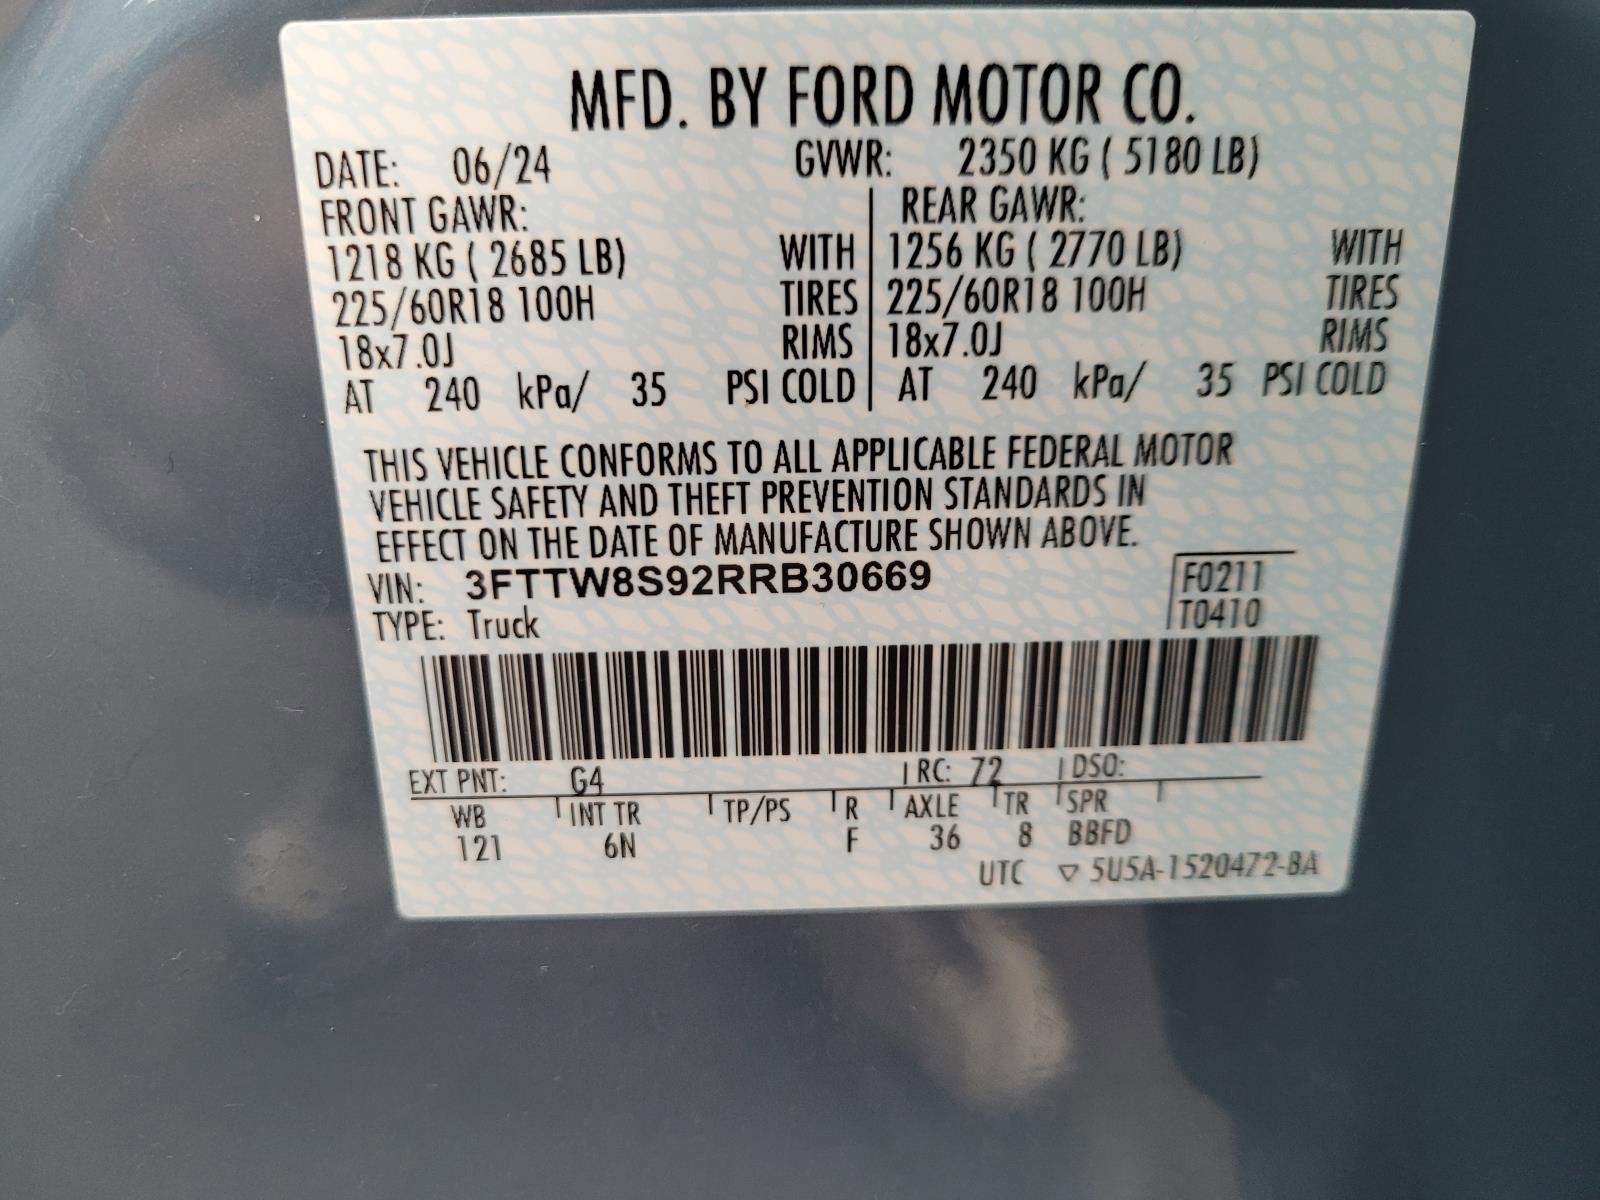 MFD. BY FORD MOTOR CO.
DATE: 06/24 GVWR: 2350 KG ( 5180 LB)
FRONT GAWR: REAR GAWR:
1218 KG ( 2685 LB) WITH 1256 KG ( 2770 LB) WITH
225/60R18 100H TIRES 225/60R18 100H TIRES
18x7.0J RIMS 18x7.0J RIMS
AT 240 kPa/ 35 PSI COLD AT 240 kPa/ 35 PSI COLD
THIS VEHICLE CONFORMS TO ALL APPLICABLE FEDERAL MOTOR
VEHICLE SAFETY AND THEFT PREVENTION STANDARDS IN
EFFECT ON THE DATE OF MANUFACTURE SHOWN ABOVE.
VIN: 3FTTW8S92RRB30669 F0211
TYPE: Truck T0410
EXT PNT: G4 RC: 72 DSO:
WB INT TR TP/PS R AXLE TR SPR
121 6N F 36 8 BBFD
UTC ▽ 5U5A-1520472-BA